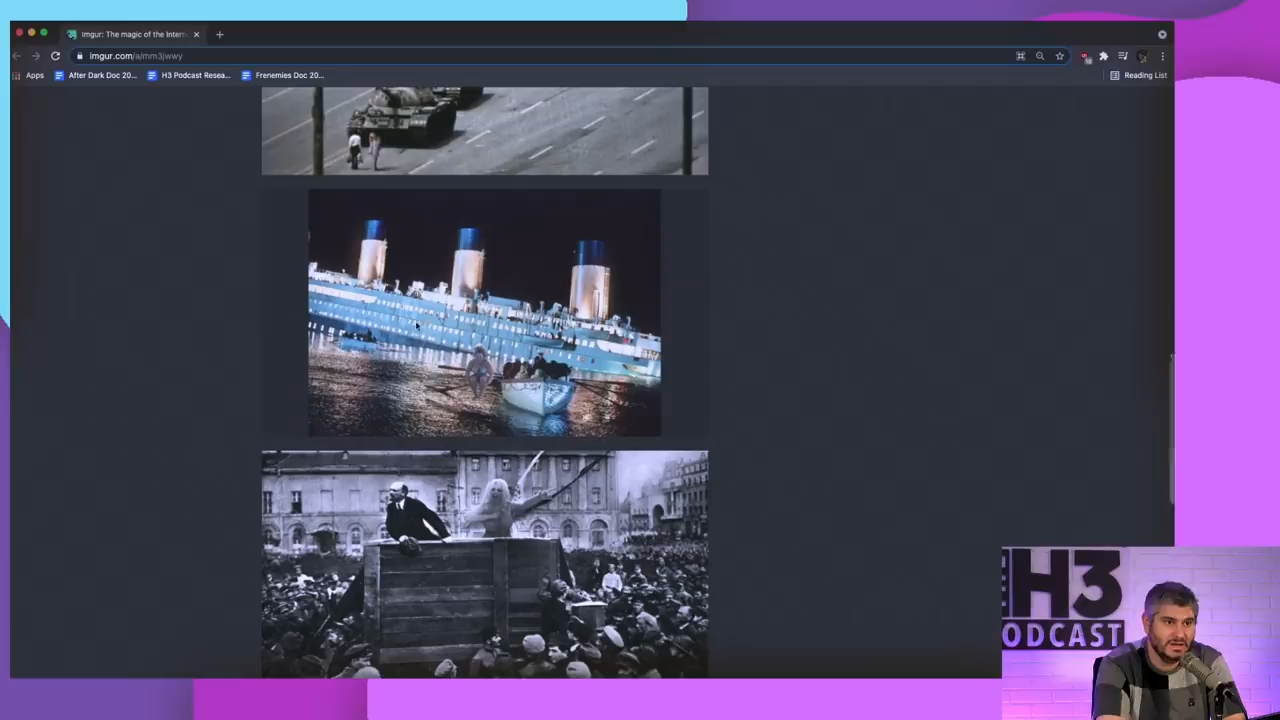 Imgur: The magic of the Intern
imgur.com/a/mm3jwwy
Apps
After Dark Doc 20...
H3 Podcast Resea...
Frenemies Doc 20...
Reading List
H3
ODCAST